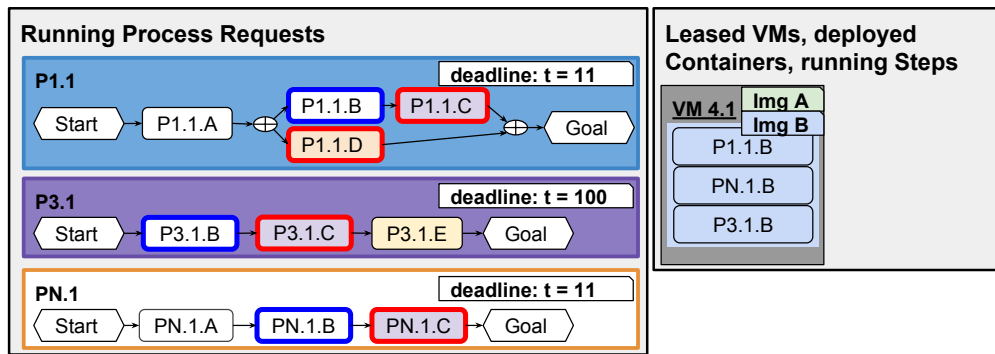 Running Process Requests
P1.1
deadline: t = 11
Start
P1.1.A
P1.1.B
P1.1.C
P1.1.D
Goal
P3.1
deadline: t = 100
Start
P3.1.B
P3.1.C
P3.1.E
Goal
PN.1
deadline: t = 11
Start
PN.1.A
PN.1.B
PN.1.C
Goal
Leased VMs, deployed
Containers, running Steps
VM 4.1
Img A
Img B
P1.1.B
PN.1.B
P3.1.B